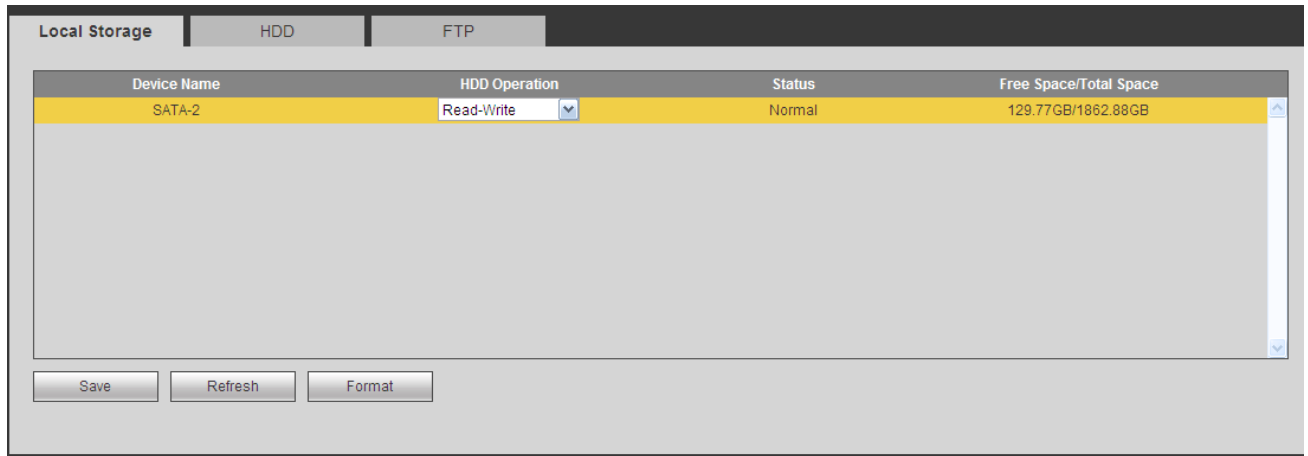 Local Storage HDD FTP
Device Name HDD Operation Status Free Space/Total Space
SATA-2 Read-Write Normal 129.77GB/1862.88GB
Save Refresh Format